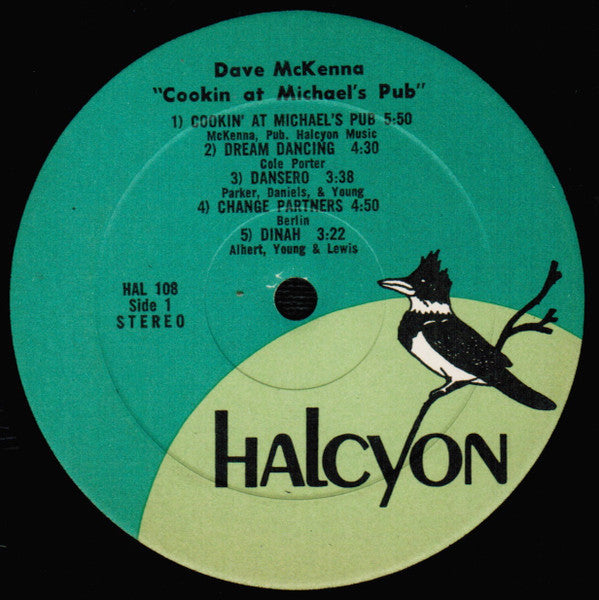 Dave McKenna
"Cookin at Michael's Pub"
1) COOKIN' AT MICHAEL'S PUB 5:50
McKenna, Pub. Halcyon Music
2) DREAM DANCING 4:30
Cole Porter
3) DANSERO 3:38
Parker, Daniels, & Young
4) CHANGE PARTNERS 4:50
Berlin
5) DINAH 3:22
Alhert, Young & Lewis
HAL 108
Side 1
STEREO
HALCYON